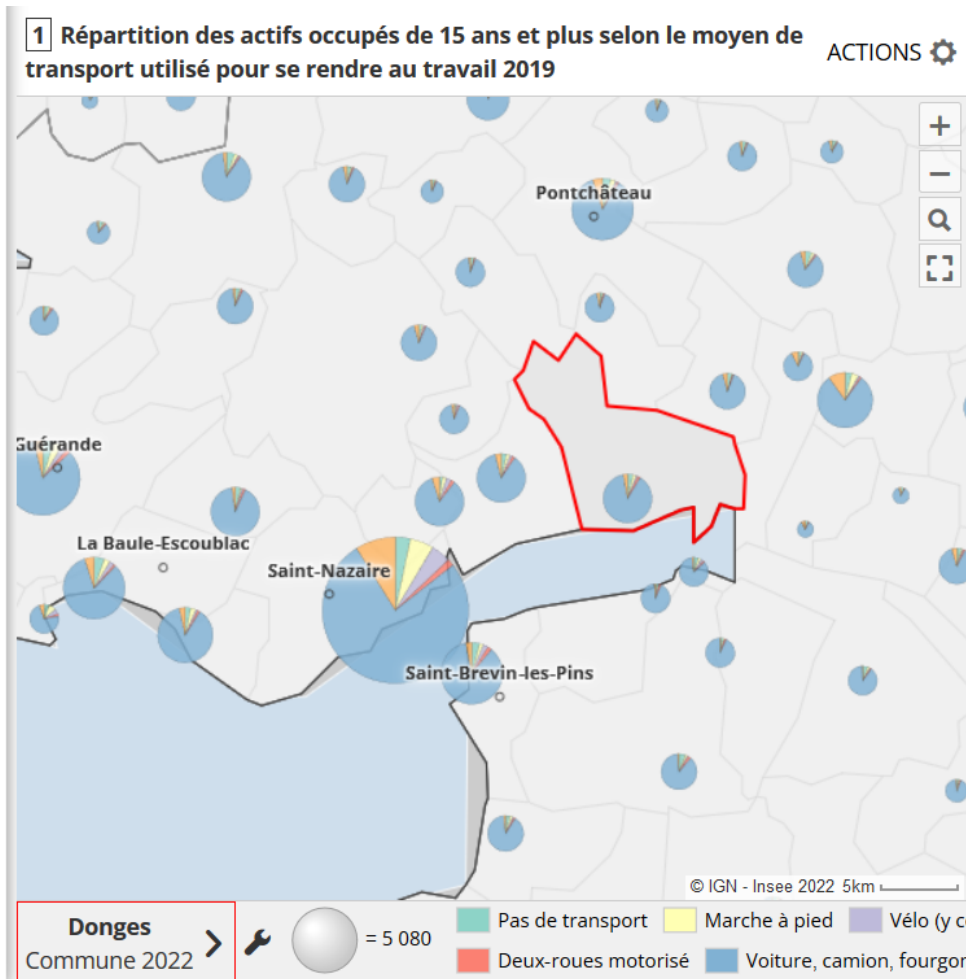 1 Répartition des actifs occupés de 15 ans et plus selon le moyen de
transport utilisé pour se rendre au travail 2019
ACTIONS
+
−
Pontchâteau
Guérande
La Baule-Escoublac
Saint-Nazaire
Saint-Brevin-les-Pins
© IGN - Insee 2022 5km
Donges
Commune 2022
= 5 080
Pas de transport
Marche à pied
Vélo (y c
Deux-roues motorisé
Voiture, camion, fourgon